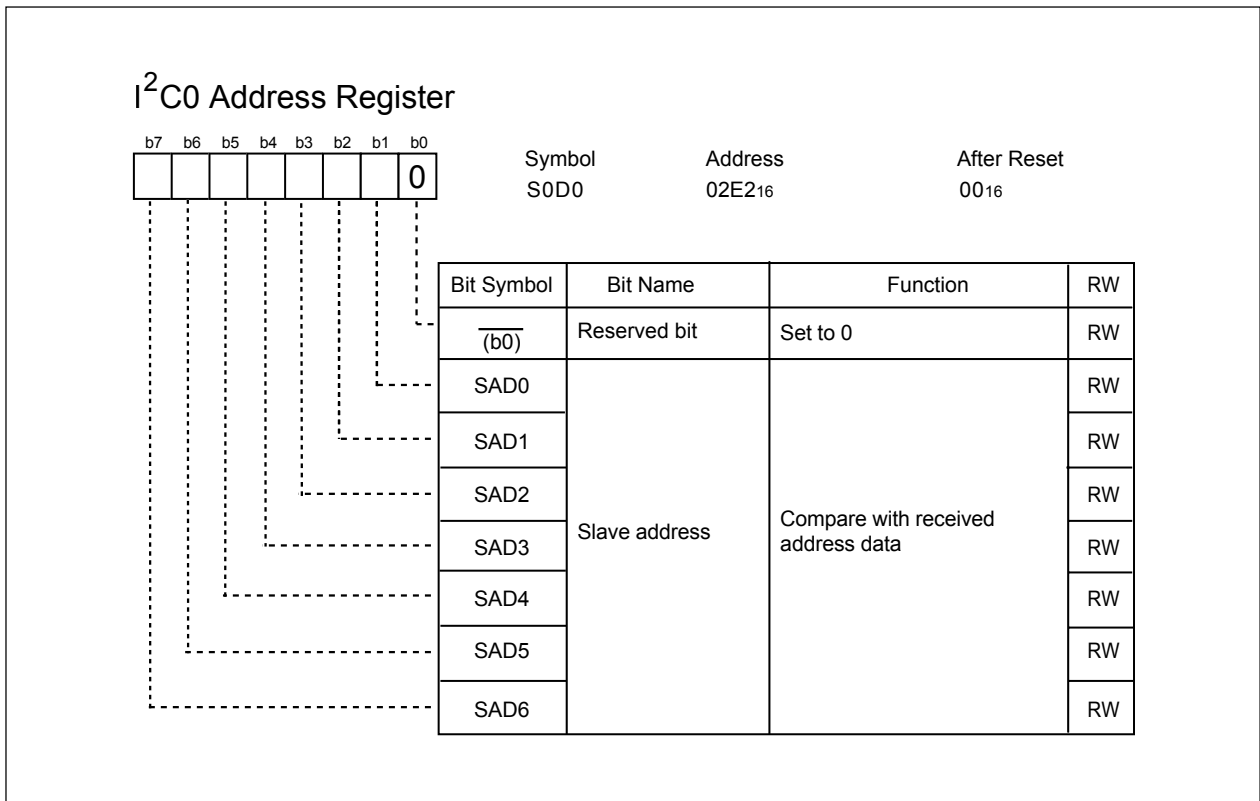 I²C0 Address Register
b7 b6 b5 b4 b3 b2 b1 b0
0
Symbol Address After Reset
S0D0 02E2₁₆ 00₁₆
Bit Symbol Bit Name Function RW
(b0) Reserved bit Set to 0 RW
SAD0 RW
SAD1 RW
SAD2 RW
Slave address Compare with received
address data
SAD3 RW
SAD4 RW
SAD5 RW
SAD6 RW